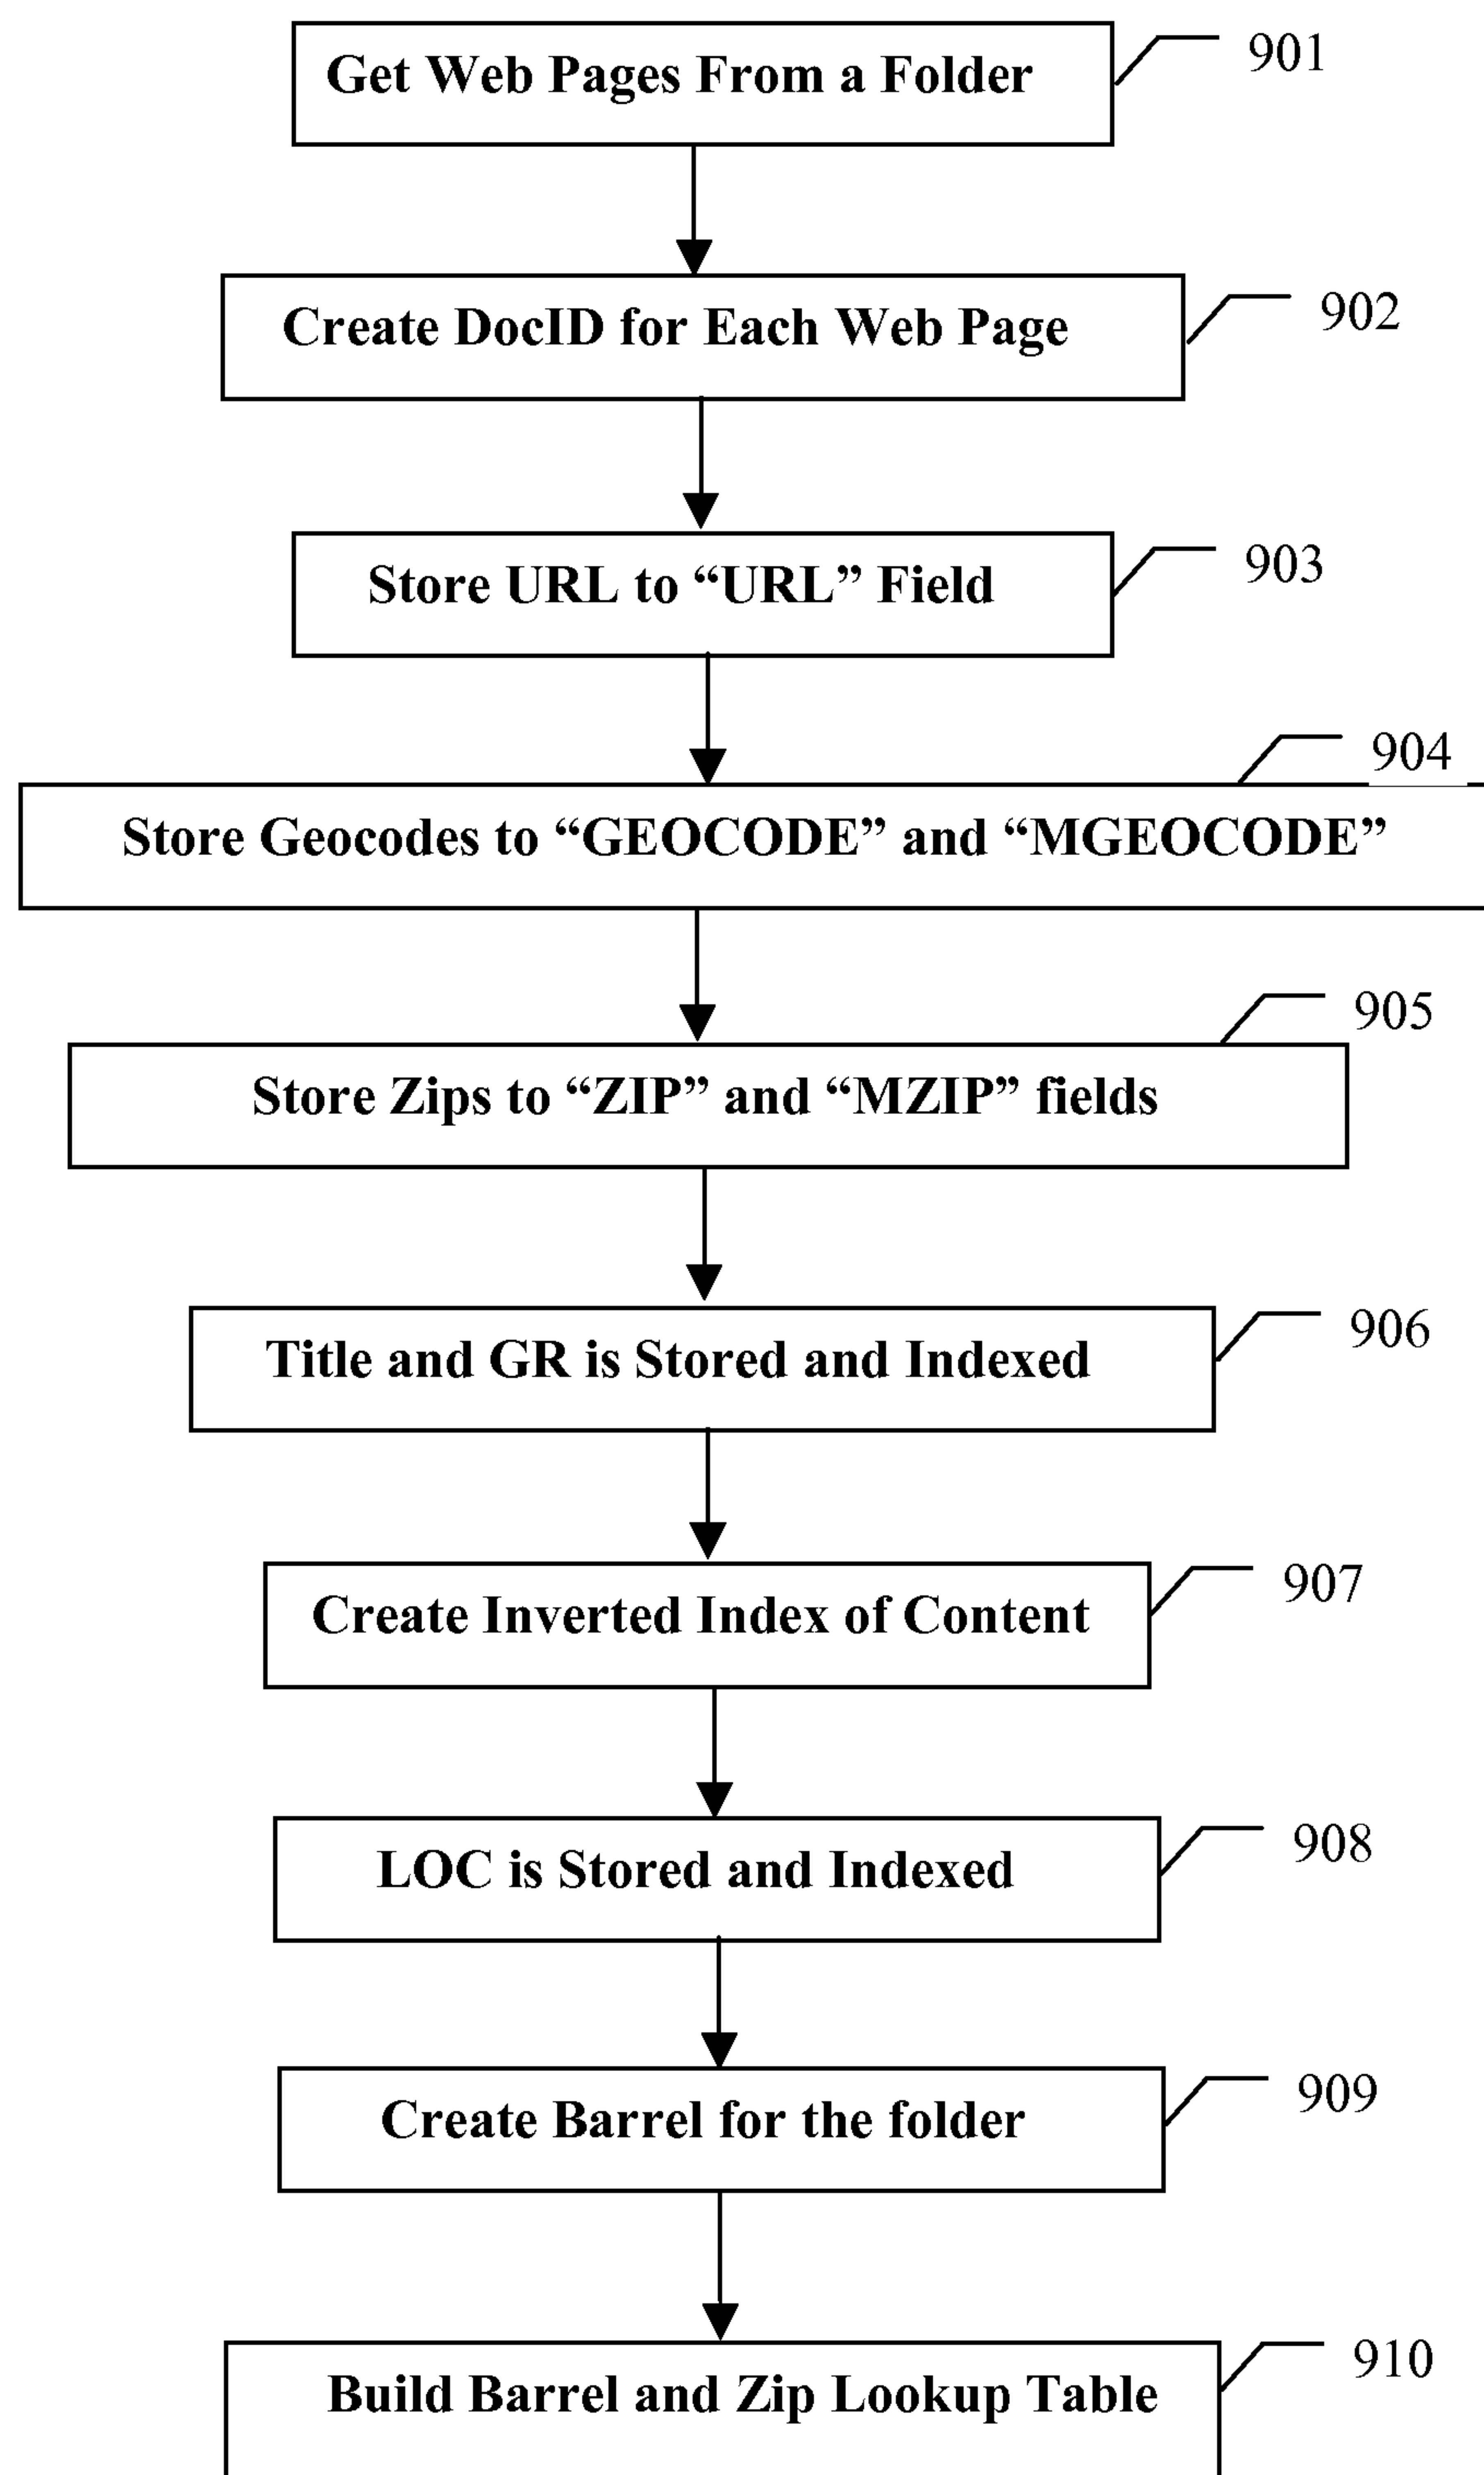 Get Web Pages From a Folder
901
Create DocID for Each Web Page
902
Store URL to “URL” Field
903
904
Store Geocodes to “GEOCODE” and “MGEOCODE”
905
Store Zips to “ZIP” and “MZIP” fields
Title and GR is Stored and Indexed
906
Create Inverted Index of Content
907
LOC is Stored and Indexed
908
Create Barrel for the folder
909
Build Barrel and Zip Lookup Table
910